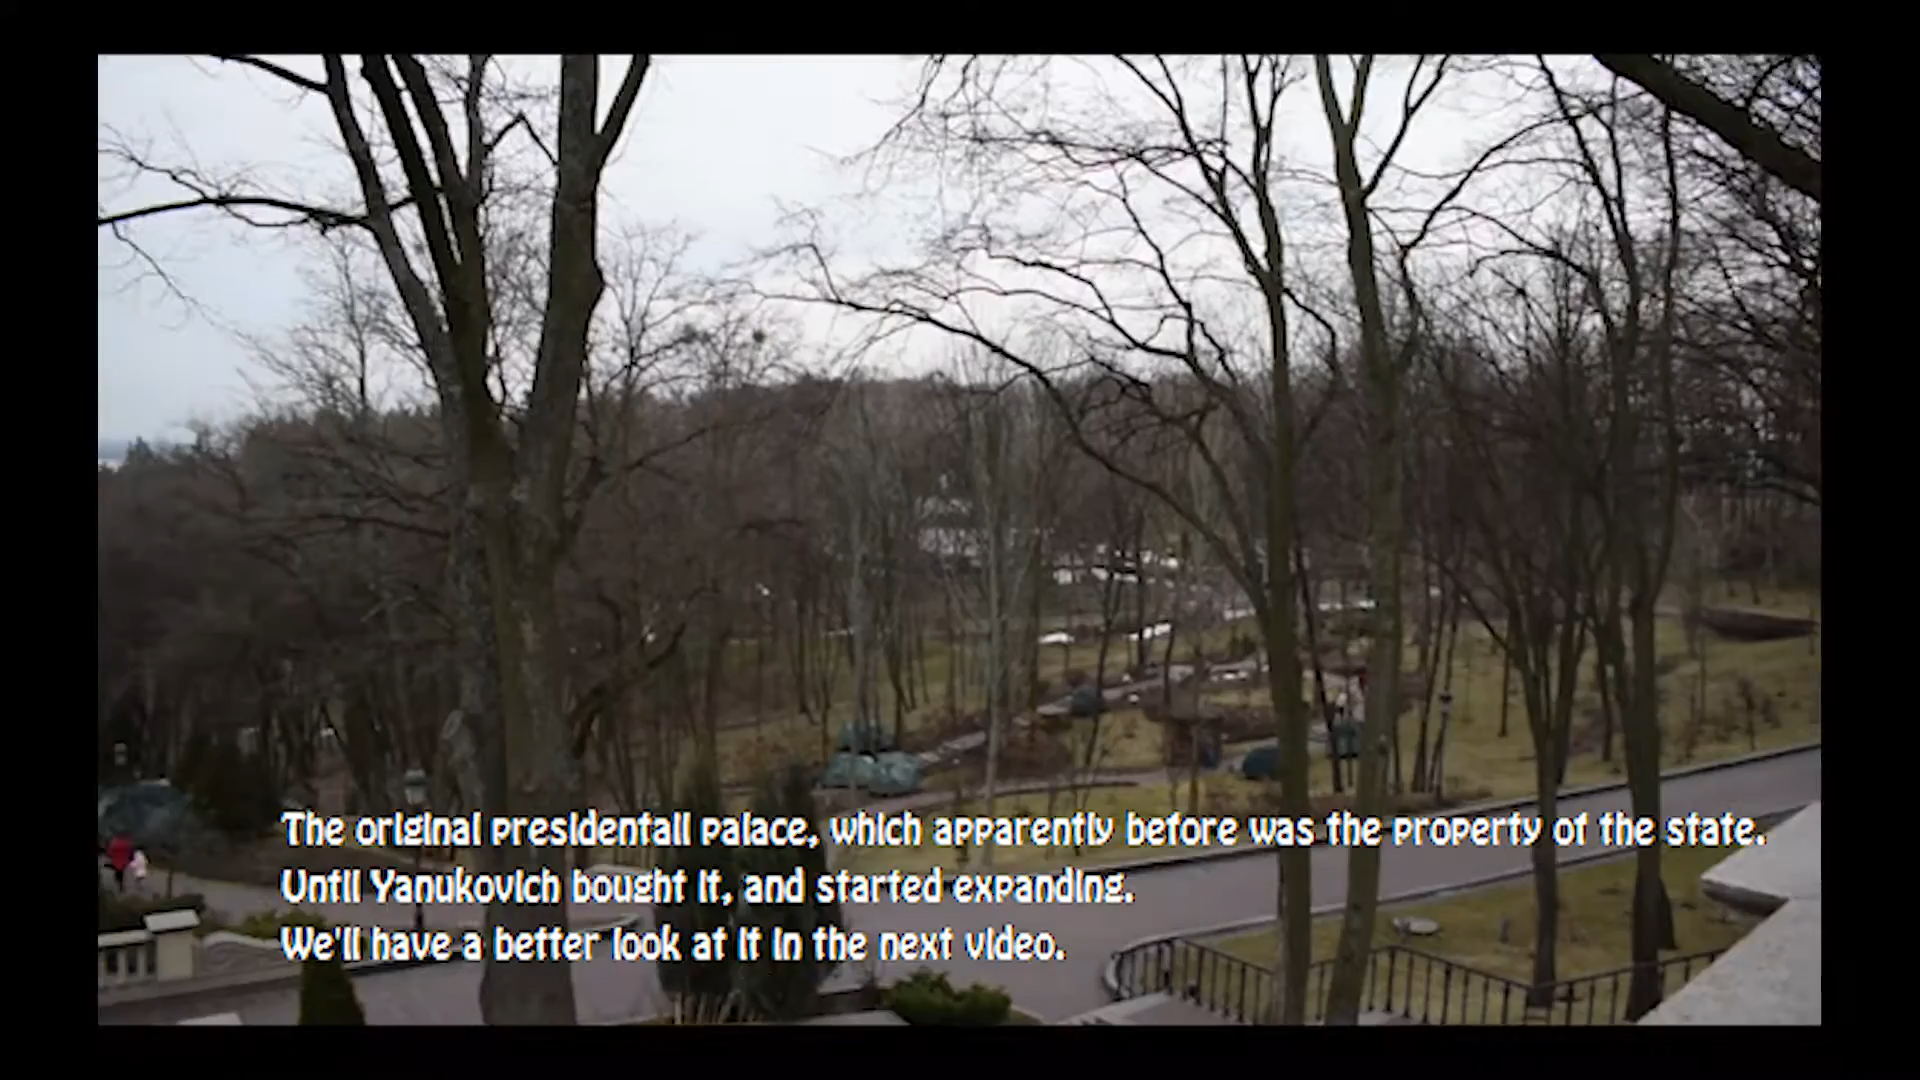 The original presidentail palace, which apparently before was the property of the state.
Until Yanukovich bought it, and started expanding.
We'll have a better look at it in the next video.